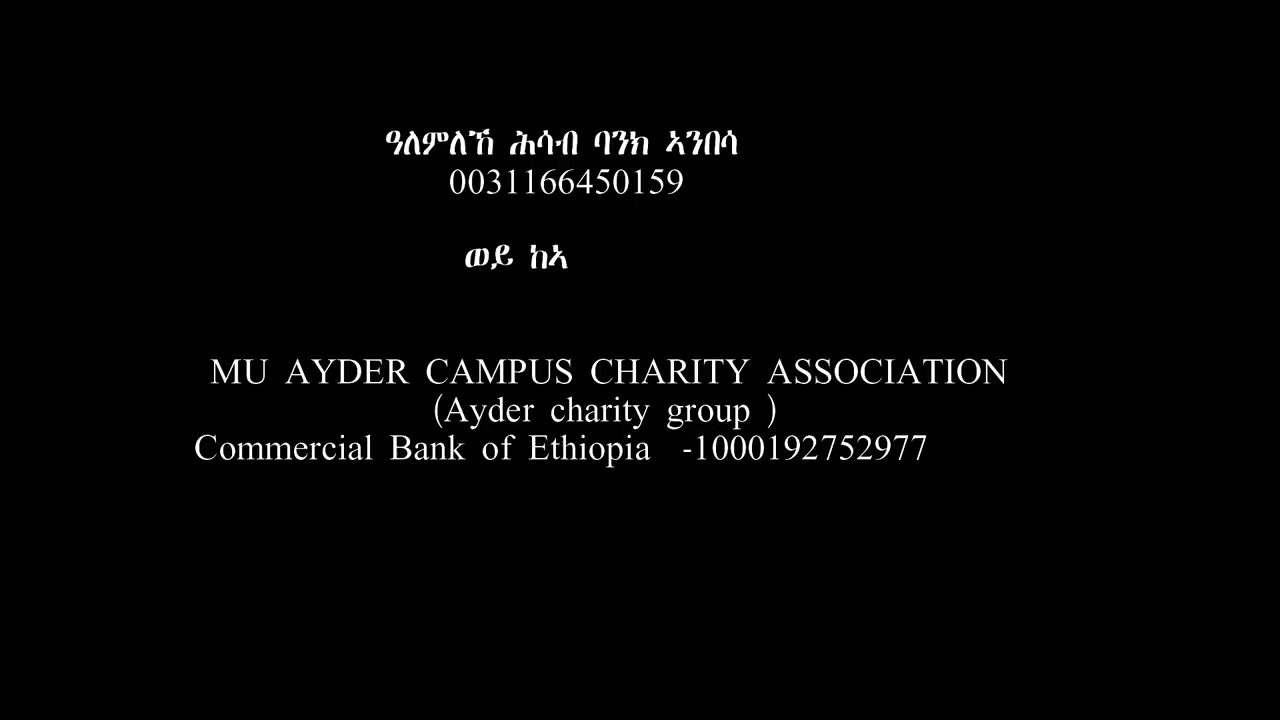 ዓለምለኸ ሕሳብ ባንክ ኣንበሳ
0031166450159
ወይ ከኣ
MU AYDER CAMPUS CHARITY ASSOCIATION
(Ayder charity group )
Commercial Bank of Ethiopia -1000192752977